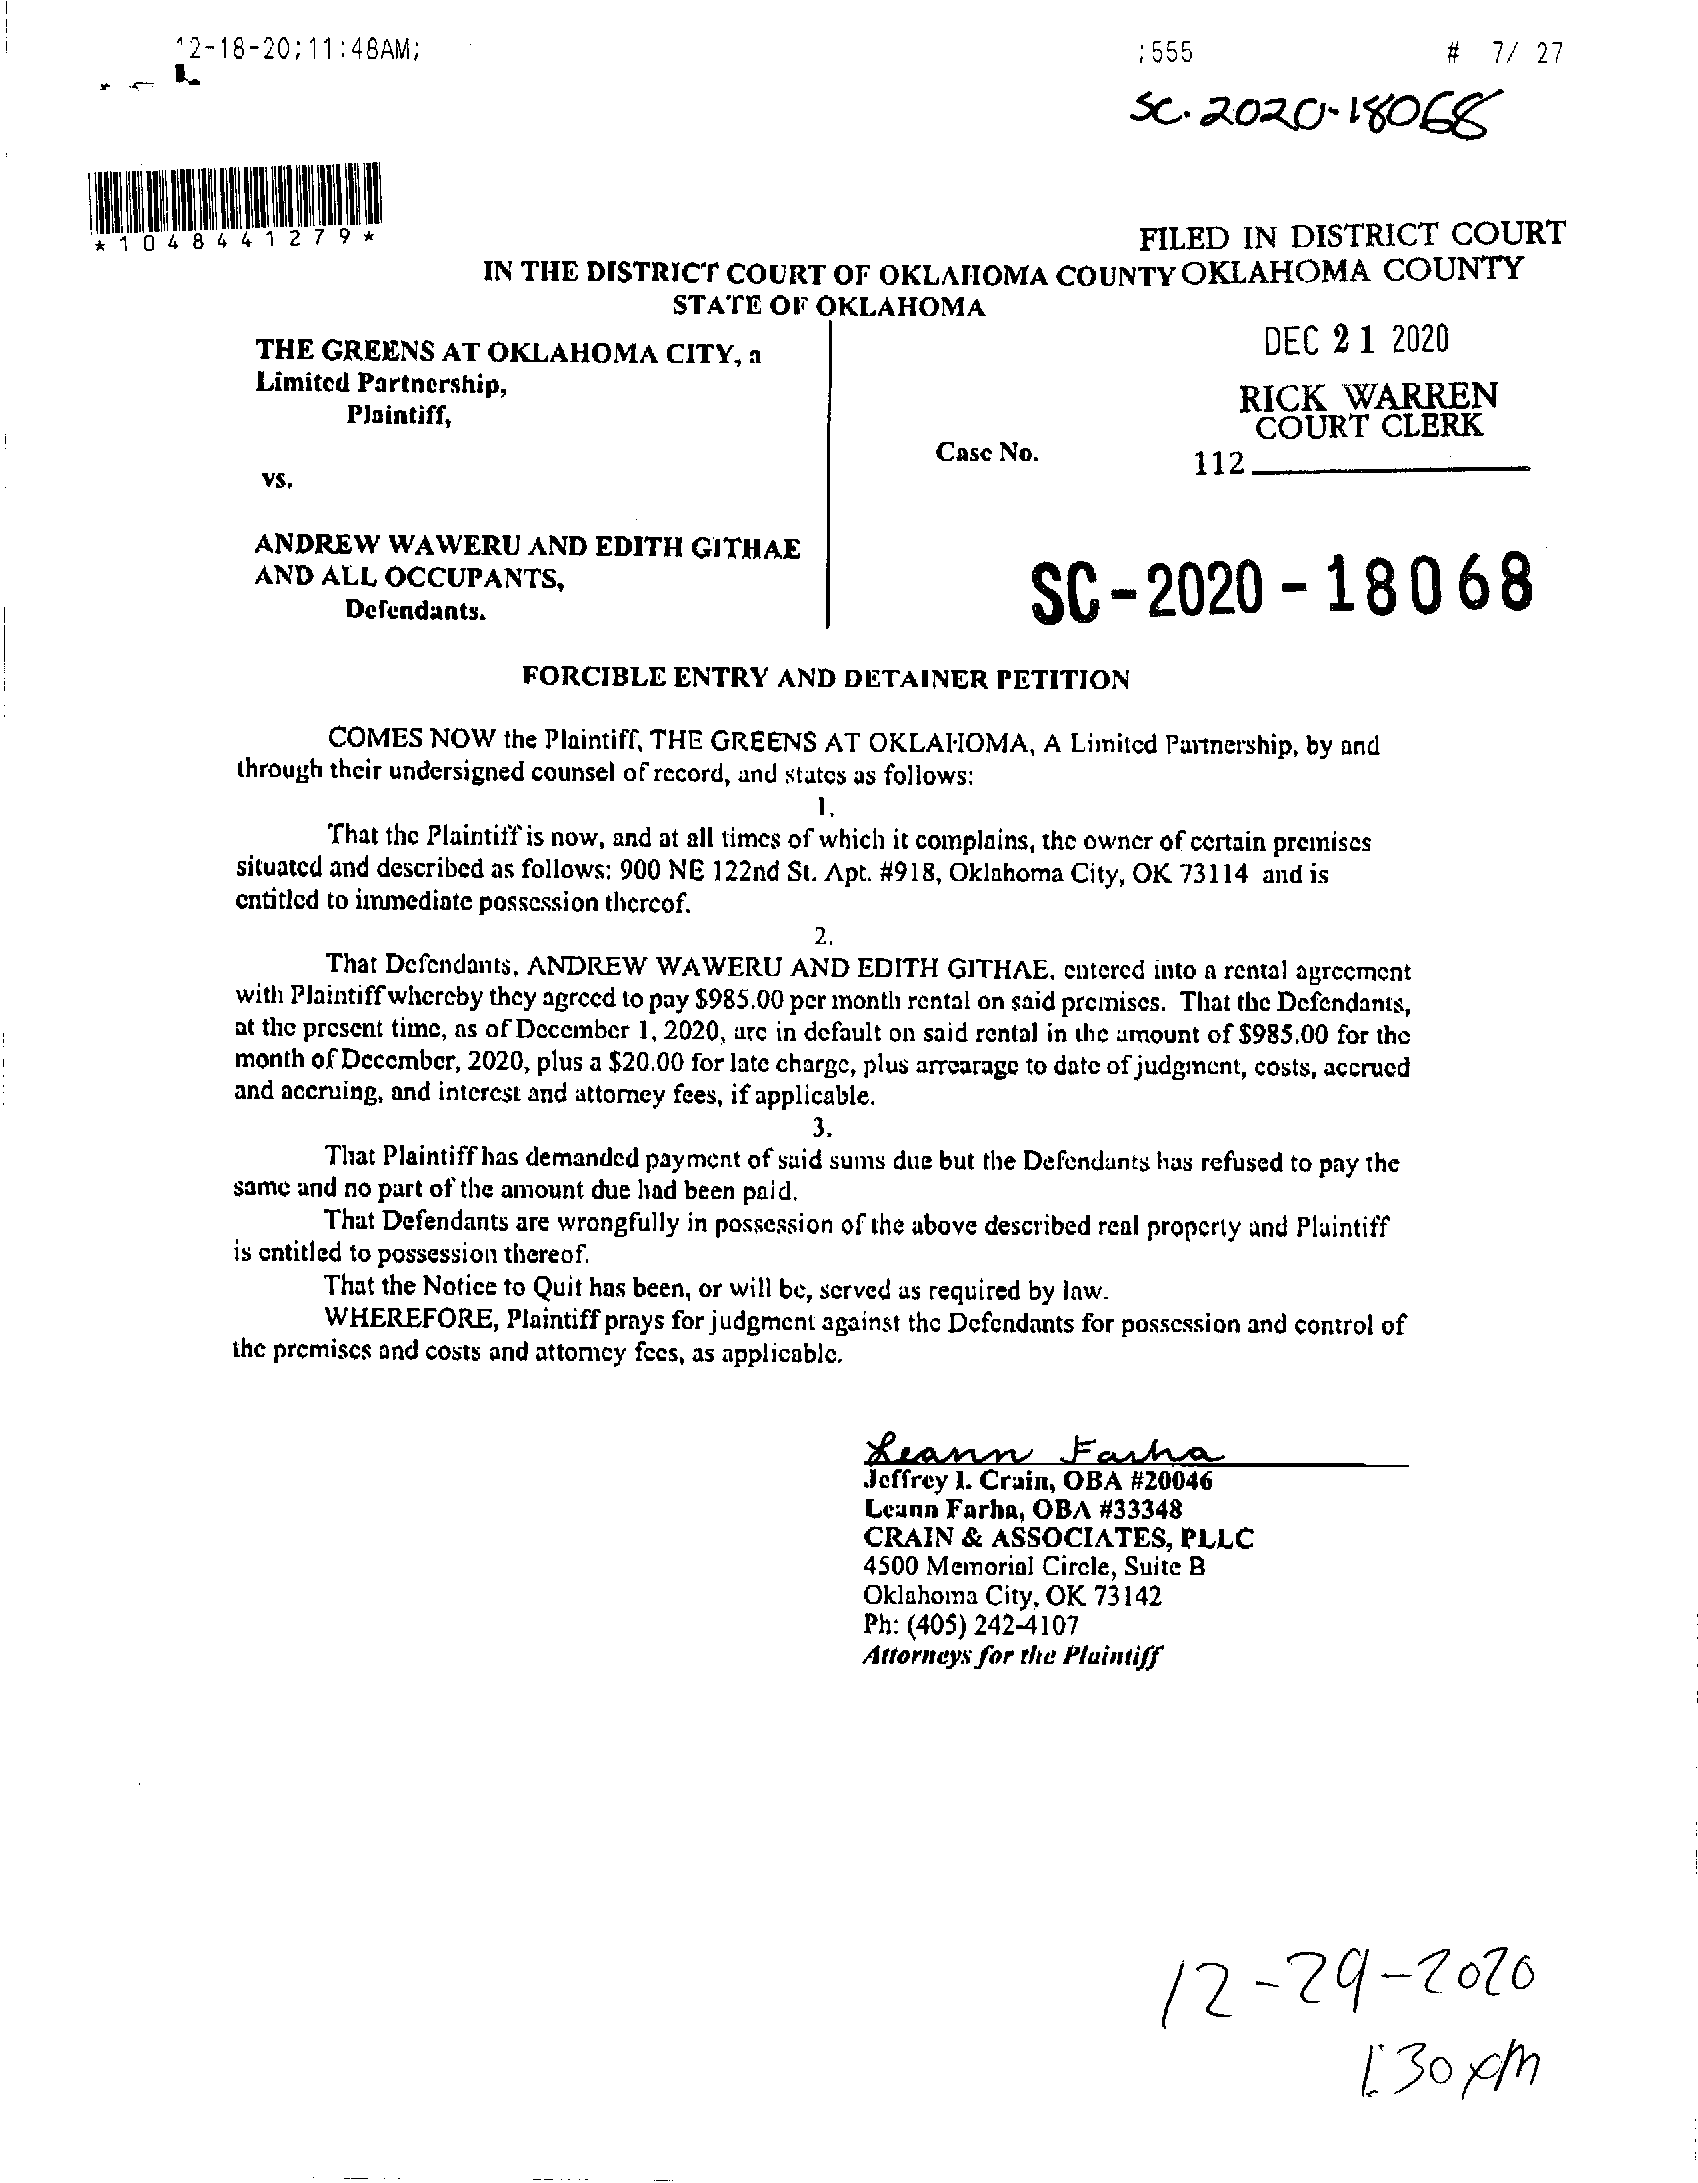 12-18-20;11:48AM; ;555 # 7/ 27
SC-2020-18068
*1048441279*
FILED IN DISTRICT COURT
OKLAHOMA COUNTY
IN THE DISTRICT COURT OF OKLAHOMA COUNTY
STATE OF OKLAHOMA
DEC 21 2020
RICK WARREN
COURT CLERK
112
THE GREENS AT OKLAHOMA CITY, a
Limited Partnership,
Plaintiff,
Case No.
vs.
ANDREW WAWERU AND EDITH GITHAE
AND ALL OCCUPANTS,
Defendants.
SC-2020-18068
FORCIBLE ENTRY AND DETAINER PETITION
COMES NOW the Plaintiff, THE GREENS AT OKLAHOMA, A Limited Partnership, by and
through their undersigned counsel of record, and states as follows:
1.
That the Plaintiff is now, and at all times of which it complains, the owner of certain premises
situated and described as follows: 900 NE 122nd St. Apt. #918, Oklahoma City, OK 73114 and is
entitled to immediate possession thereof.
2.
That Defendants, ANDREW WAWERU AND EDITH GITHAE, entered into a rental agreement
with Plaintiff whereby they agreed to pay $985.00 per month rental on said premises. That the Defendants,
at the present time, as of December 1, 2020, are in default on said rental in the amount of $985.00 for the
month of December, 2020, plus a $20.00 for late charge, plus arrearage to date of judgment, costs, accrued
and accruing, and interest and attorney fees, if applicable.
3.
That Plaintiff has demanded payment of said sums due but the Defendants has refused to pay the
same and no part of the amount due had been paid.
That Defendants are wrongfully in possession of the above described real property and Plaintiff
is entitled to possession thereof.
That the Notice to Quit has been, or will be, served as required by law.
WHEREFORE, Plaintiff prays for judgment against the Defendants for possession and control of
the premises and costs and attorney fees, as applicable.
Leann Farha
Jeffrey I. Crain, OBA #20046
Leann Farha, OBA #33348
CRAIN & ASSOCIATES, PLLC
4500 Memorial Circle, Suite B
Oklahoma City, OK 73142
Ph: (405) 242-4107
Attorneys for the Plaintiff
12-29-2020
1:30 pm